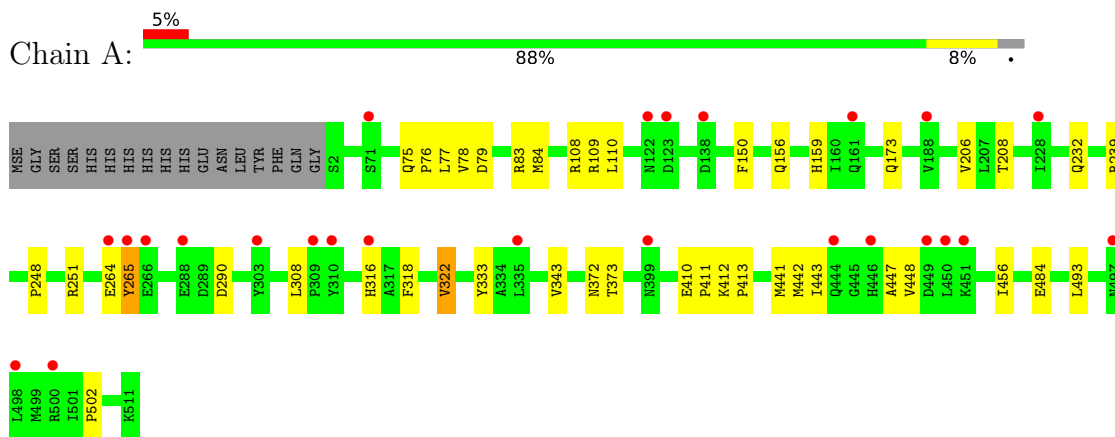 5%
Chain A:
88% 8% •
MSE GLY SER SER HIS HIS HIS HIS HIS HIS GLU ASN LEU TYR PHE GLN GLY S2 S71 Q75 P76 L77 V78 D79 R83 M84 R108 R109 L110 N122 D123 D138 F150 Q156 H159 I160 Q161 Q173 V188 V206 L207 T208 I228 Q232
P248 R251 E264 Y265 E266 E288 D289 D290 Y303 L308 P309 Y310 H316 A317 F318 V322 Y333 A334 L335 V343 N372 T373 N399 E410 P411 K412 P413 M441 M442 I443 Q444 G445 H446 A447 V448 D449 L450 K451 I456 E484 L493 N497
L498 M499 R500 I501 P502 K511